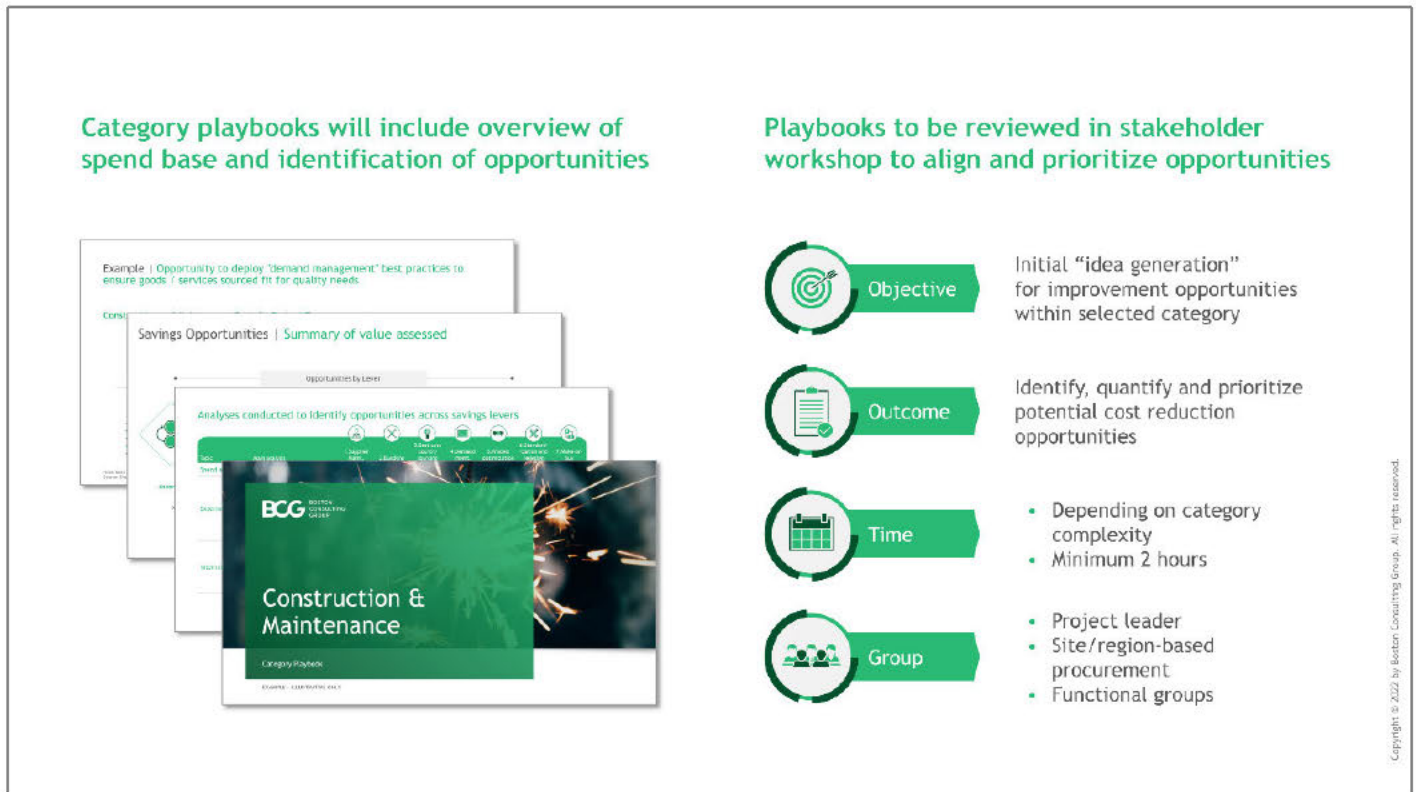 Category playbooks will include overview of
spend base and identification of opportunities
Example | Opportunity to deploy "demand management" best practices to
ensure goods / services sourced fit for quality needs
Savings Opportunities | Summary of value assessed
Opportunities by Lever
Analyses conducted to identify opportunities across savings levers
Topic
BCG
BOSTON
CONSULTING
GROUP
Construction &
Maintenance
Category Playbook
Playbooks to be reviewed in stakeholder
workshop to align and prioritize opportunities
Objective
Initial “idea generation”
for improvement opportunities
within selected category
Outcome
Identify, quantify and prioritize
potential cost reduction
opportunities
Time
• Depending on category
complexity
• Minimum 2 hours
Group
• Project leader
• Site/region-based
procurement
• Functional groups
Copyright © 2022 by Boston Consulting Group. All rights reserved.